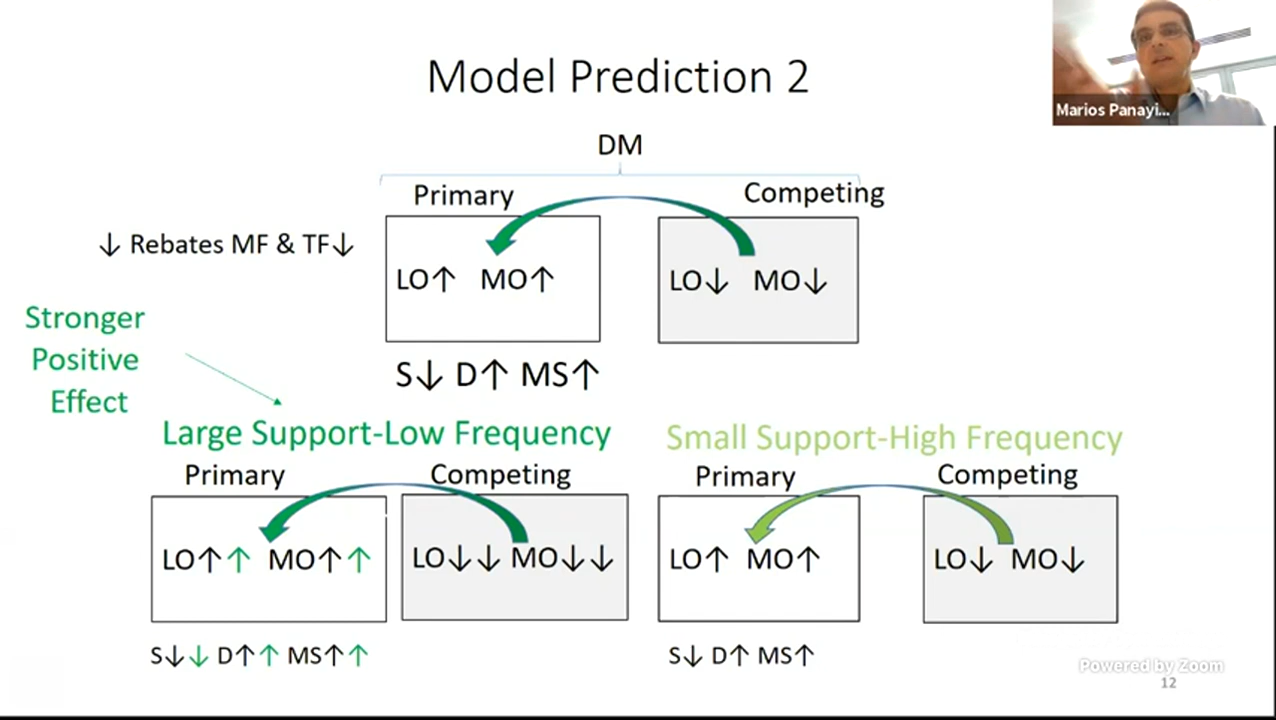 Model Prediction 2
Marios Panayi...
DM
Primary
Competing
↓ Rebates MF & TF↓
LO↑ MO↑
LO↓ MO↓
Stronger
Positive
Effect
S↓ D↑ MS↑
Large Support-Low Frequency
Small Support-High Frequency
Primary
Competing
Primary
Competing
LO↑↑ MO↑↑
LO↓↓ MO↓↓
LO↑ MO↑
LO↓ MO↓
S↓↓ D↑↑ MS↑↑
S↓ D↑ MS↑
Powered by Zoom
12